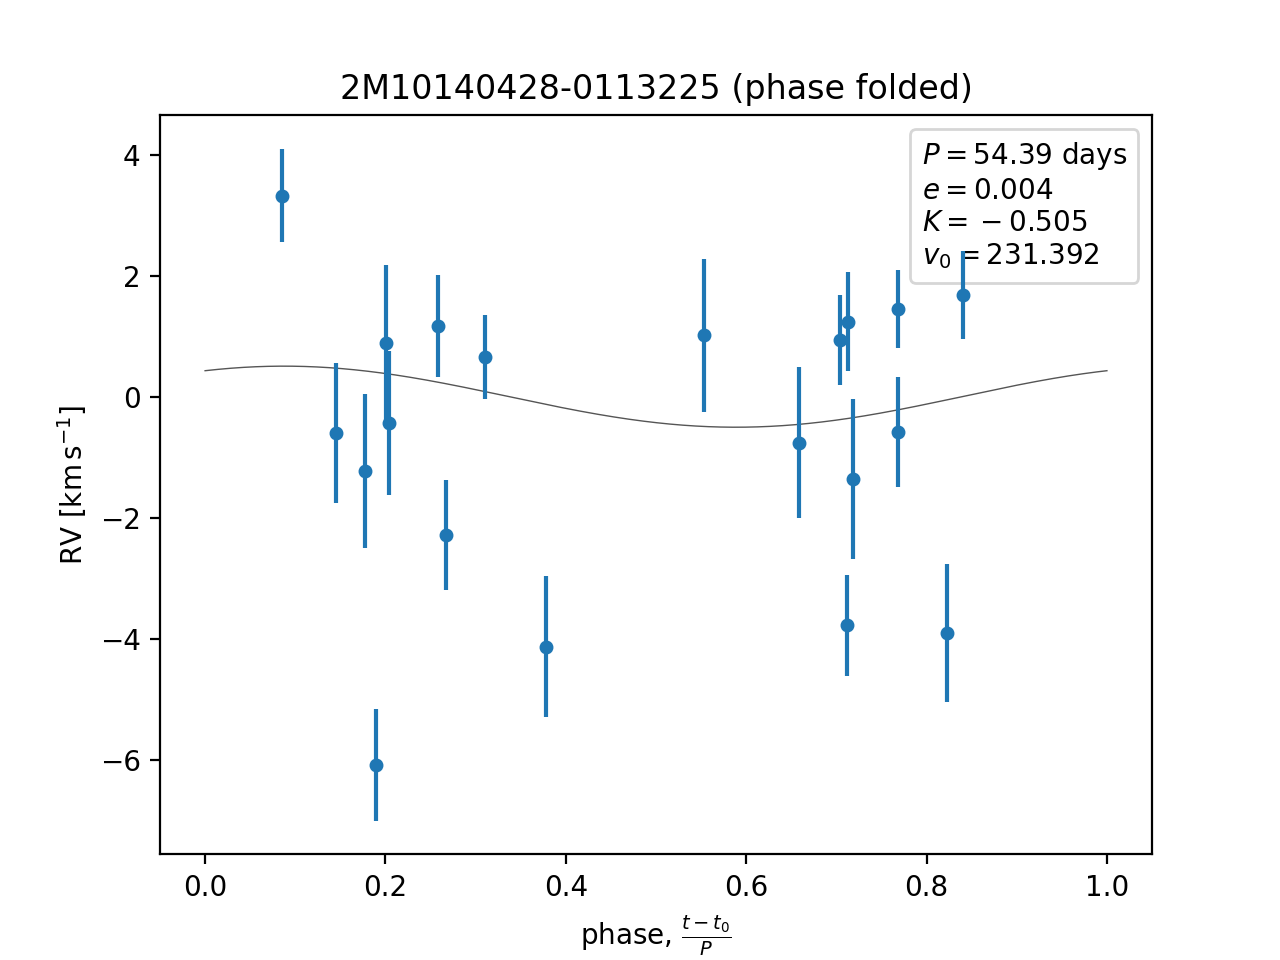 2M10140428-0113225 (phase folded)
P = 54.39 days
e = 0.004
K = −0.505
v₀ = 231.392
4
2
0
−2
−4
−6
RV [km s⁻¹]
0.0 0.2 0.4 0.6 0.8 1.0
phase, (t − t₀)/P